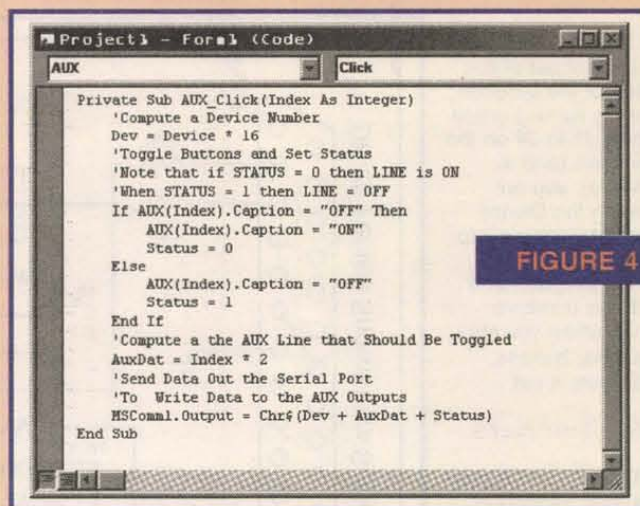 Project1 - Form1 (Code)
AUX Click
Private Sub AUX_Click(Index As Integer)
'Compute a Device Number
Dev = Device * 16
'Toggle Buttons and Set Status
'Note that if STATUS = 0 then LINE is ON
'When STATUS = 1 then LINE = OFF
If AUX(Index).Caption = "OFF" Then
AUX(Index).Caption = "ON"
Status = 0
Else
AUX(Index).Caption = "OFF"
Status = 1
End If
'Compute a the AUX Line that Should Be Toggled
AuxDat = Index * 2
'Send Data Out the Serial Port
'To Write Data to the AUX Outputs
MSComm1.Output = Chr$(Dev + AuxDat + Status)
End Sub
FIGURE 4